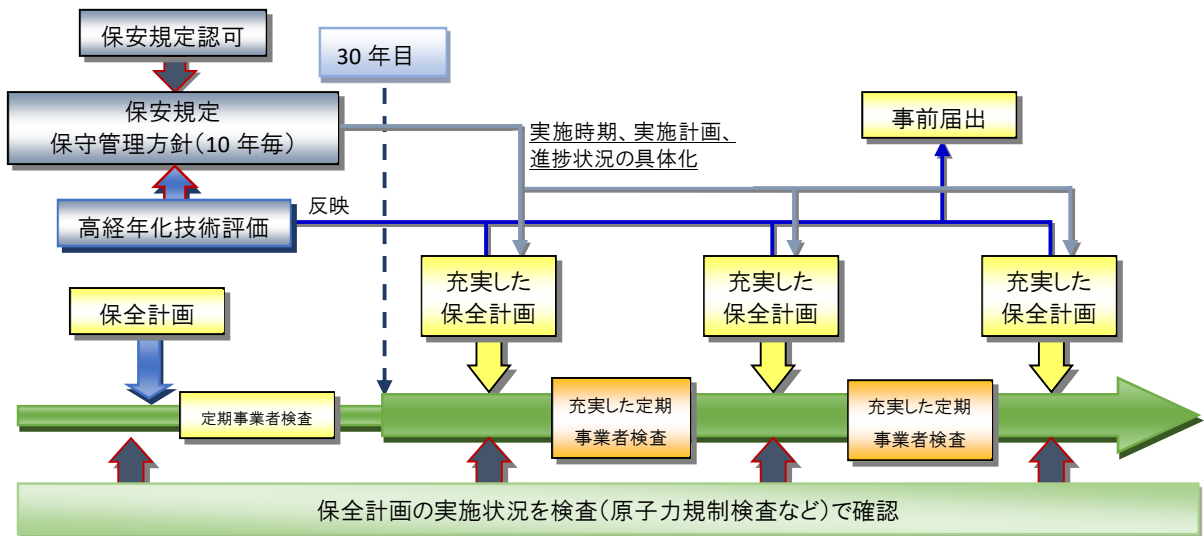 保安規定認可
30 年目
保安規定
保守管理方針(10 年毎)
事前届出
実施時期、実施計画、
進捗状況の具体化
高経年化技術評価
反映
保全計画
充実した
保全計画
充実した
保全計画
充実した
保全計画
定期事業者検査
充実した定期
事業者検査
充実した定期
事業者検査
保全計画の実施状況を検査(原子力規制検査など)で確認